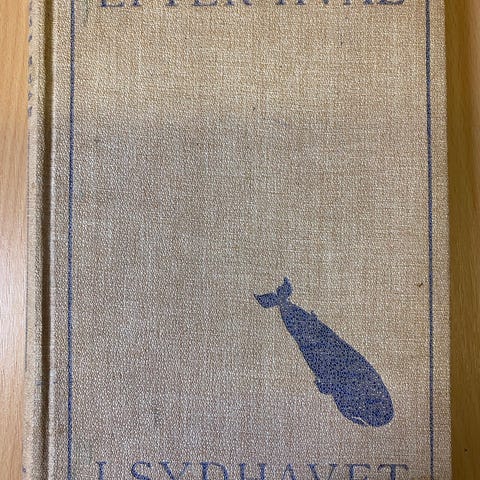 EFTER HVAL
I SYDHAVET